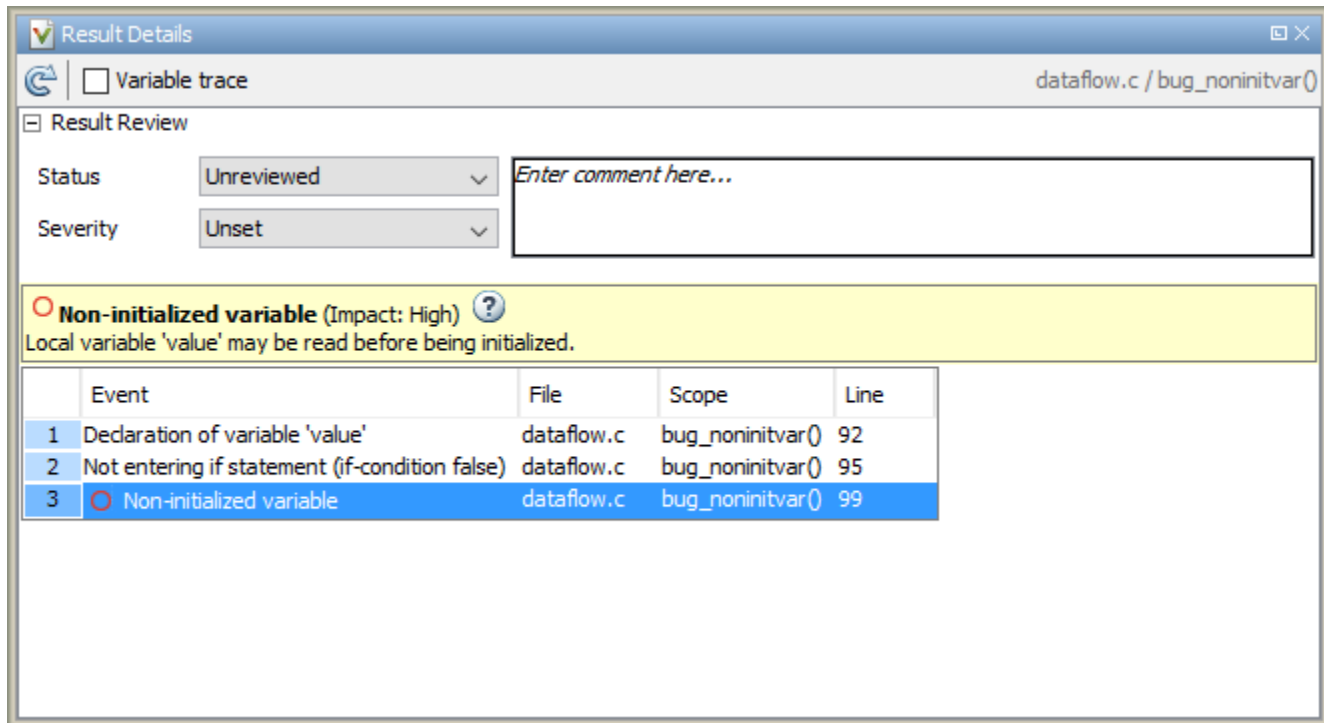 Result Details
Variable trace dataflow.c / bug_noninitvar()
Result Review
Status Unreviewed Enter comment here...
Severity Unset
Non-initialized variable (Impact: High) ?
Local variable 'value' may be read before being initialized.
Event File Scope Line
1 Declaration of variable 'value' dataflow.c bug_noninitvar() 92
2 Not entering if statement (if-condition false) dataflow.c bug_noninitvar() 95
3 Non-initialized variable dataflow.c bug_noninitvar() 99